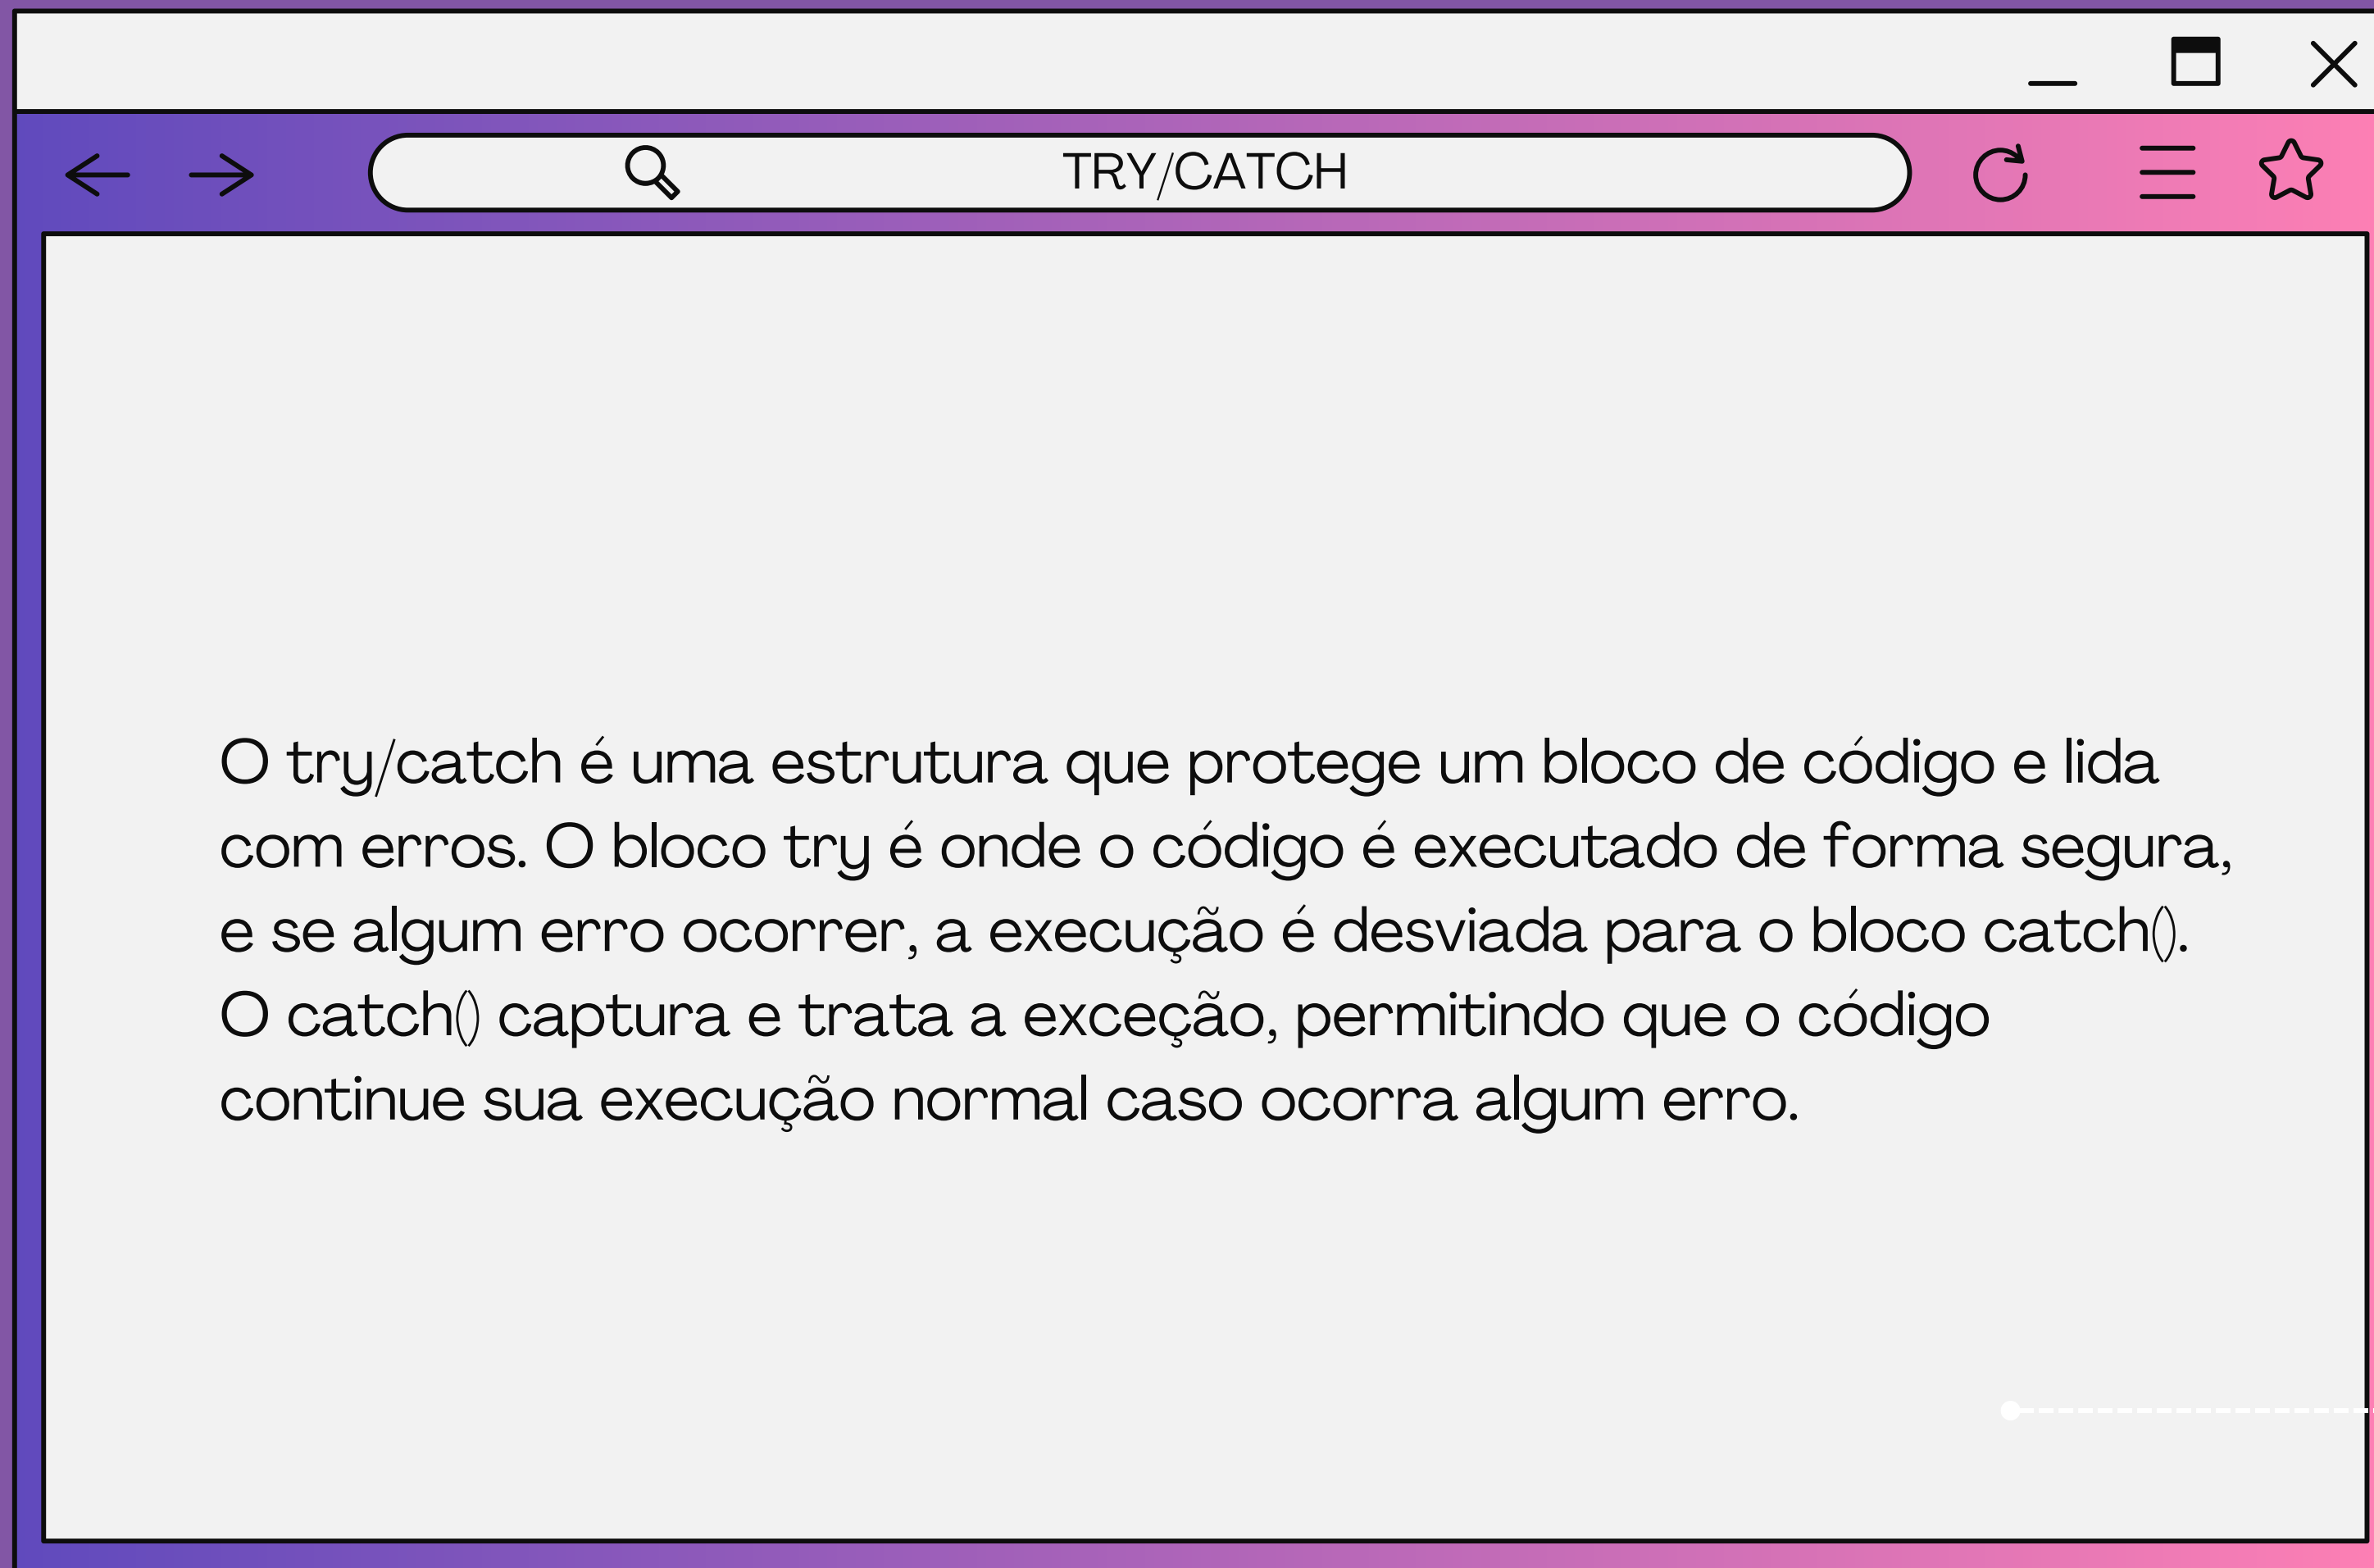 TRY/CATCH
O try/catch é uma estrutura que protege um bloco de código e lida
com erros. O bloco try é onde o código é executado de forma segura,
e se algum erro ocorrer, a execução é desviada para o bloco catch().
O catch() captura e trata a exceção, permitindo que o código
continue sua execução normal caso ocorra algum erro.